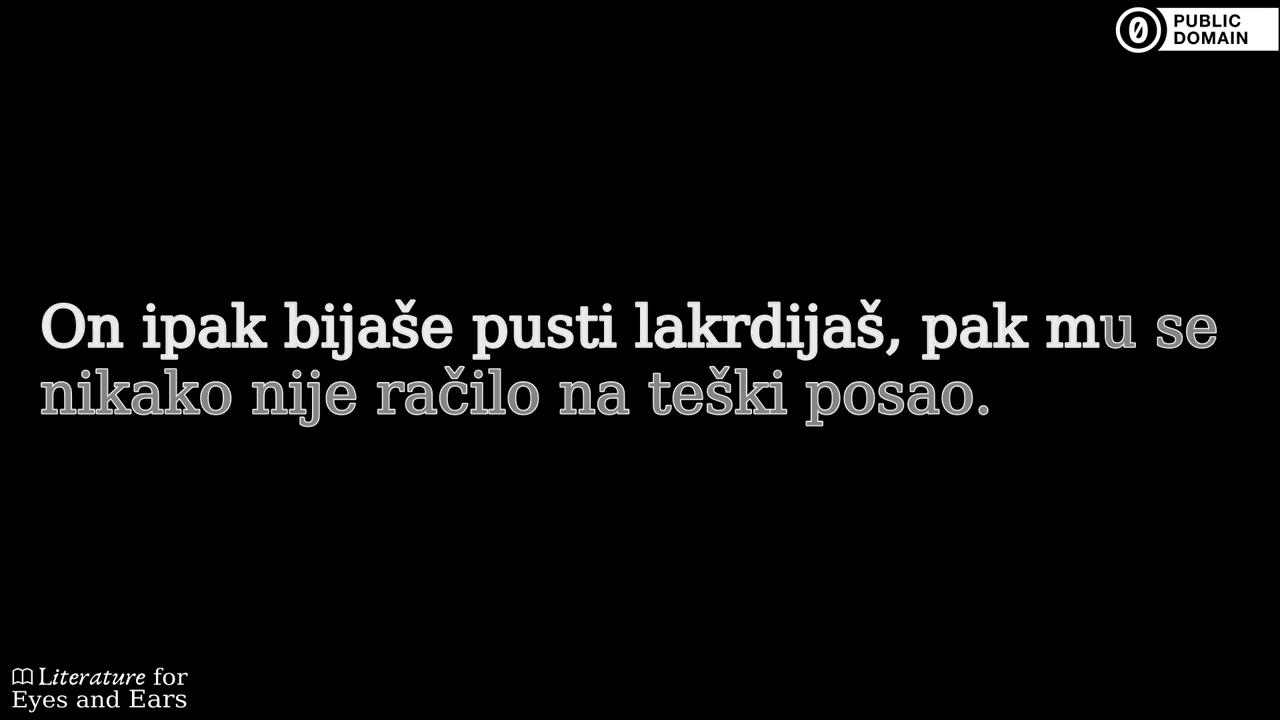 PUBLIC
DOMAIN
On ipak bijaše pusti lakrdijaš, pak mu se
nikako nije račilo na teški posao.
Literature for
Eyes and Ears